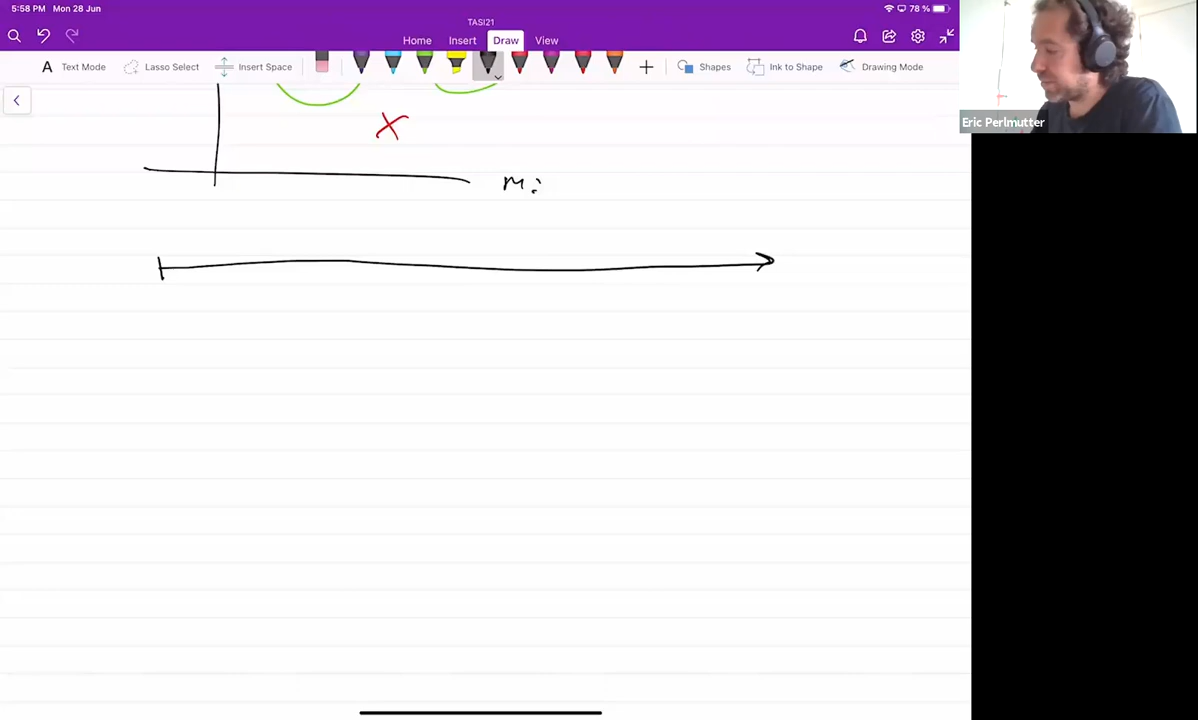 5:58 PM Mon 28 Jun
78 %
TASI21
Home Insert Draw View
A Text Mode Lasso Select Insert Space Shapes Ink to Shape Drawing Mode
Eric Perlmutter
X